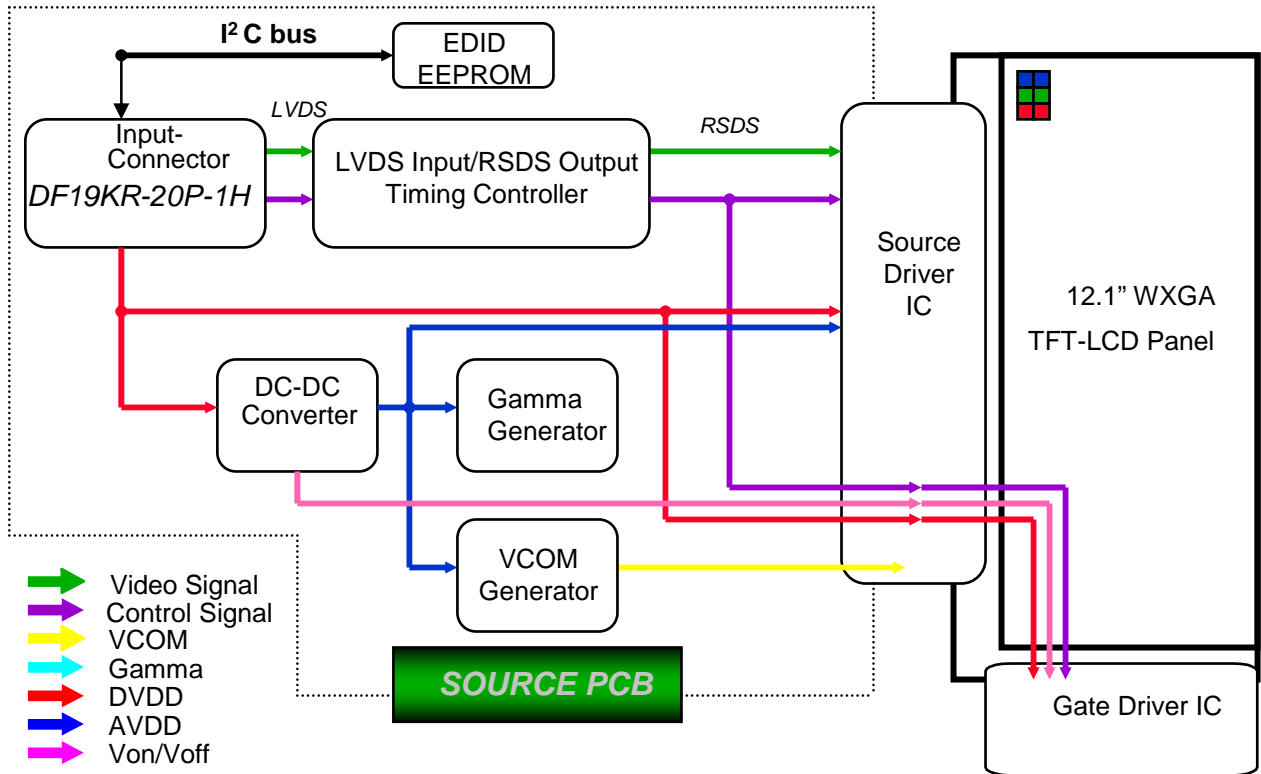 I² C bus
EDID
EEPROM
LVDS
RSDS
Input-
Connector
DF19KR-20P-1H
LVDS Input/RSDS Output
Timing Controller
Source
Driver
IC
12.1” WXGA
TFT-LCD Panel
DC-DC
Converter
Gamma
Generator
VCOM
Generator
Video Signal
Control Signal
VCOM
Gamma
DVDD
AVDD
Von/Voff
SOURCE PCB
Gate Driver IC